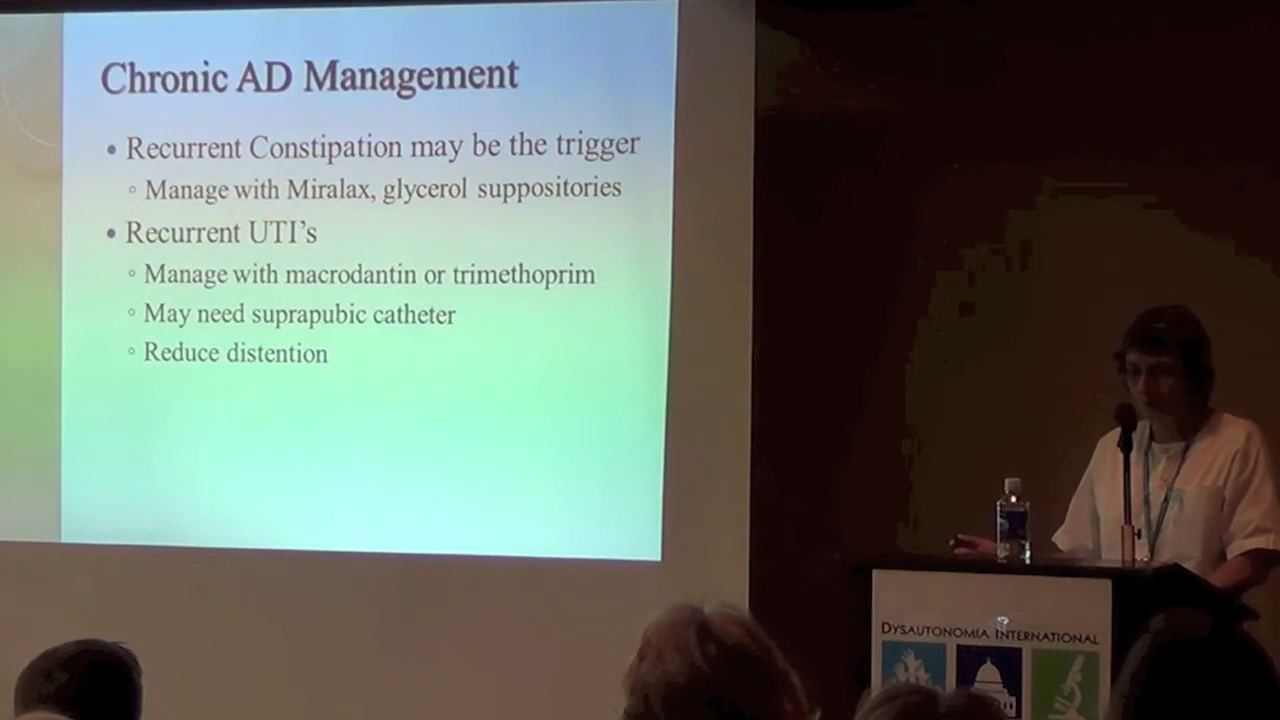 Chronic AD Management
• Recurrent Constipation may be the trigger
◦ Manage with Miralax, glycerol suppositories
• Recurrent UTI’s
◦ Manage with macrodantin or trimethoprim
◦ May need suprapubic catheter
◦ Reduce distention
DYSAUTONOMIA INTERNATIONAL